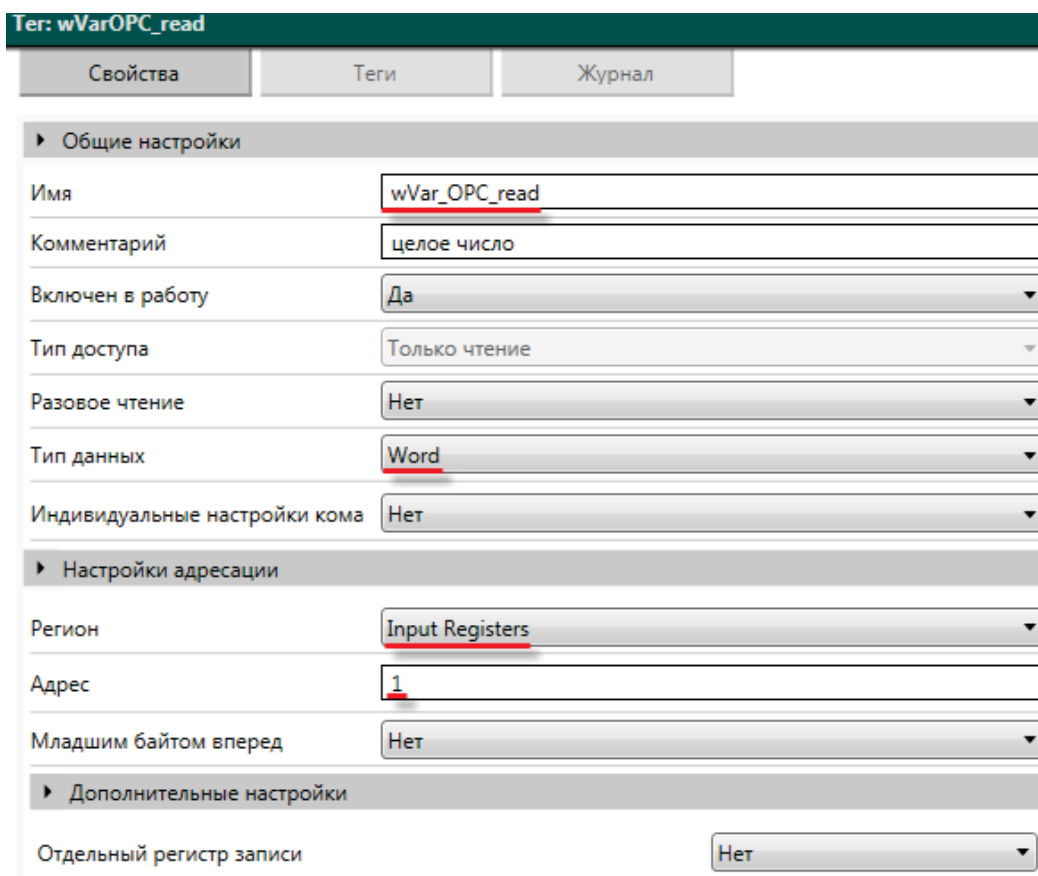 Тег: wVarOPC_read
Свойства Теги Журнал
Общие настройки
Имя wVar_OPC_read
Комментарий целое число
Включен в работу Да
Тип доступа Только чтение
Разовое чтение Нет
Тип данных Word
Индивидуальные настройки кома Нет
Настройки адресации
Регион Input Registers
Адрес 1
Младшим байтом вперед Нет
Дополнительные настройки
Отдельный регистр записи Нет